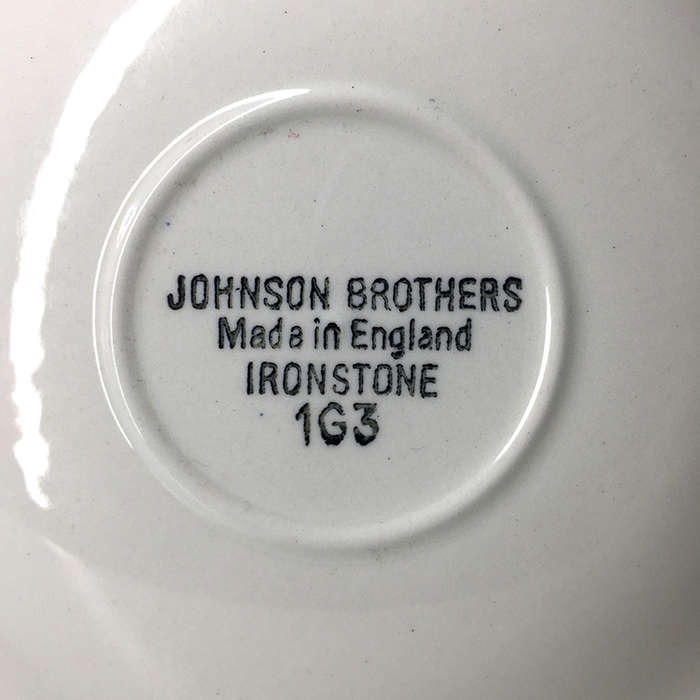 JOHNSON BROTHERS
Made in England
IRONSTONE
1G3